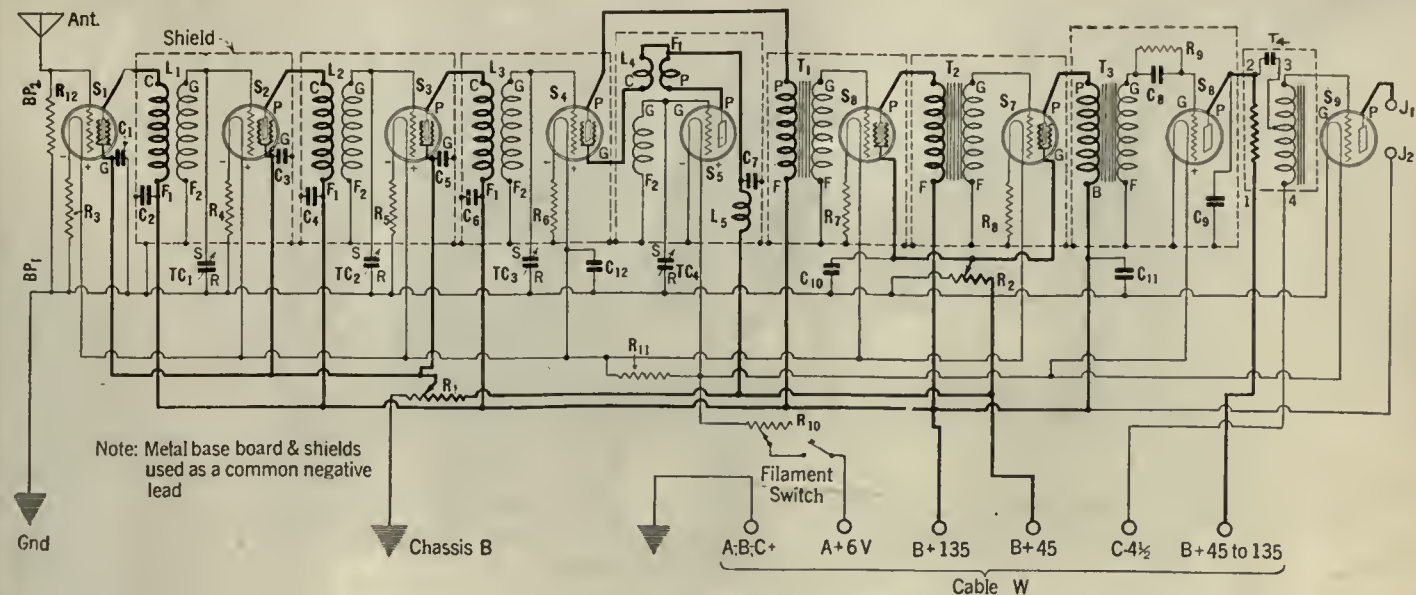 Ant.
Shield
BP2
R12
S1
C1
G
R3
C2
BP1
L1
C
G
F1
F2
S2
P
G
C3
R4
S
TC1
R
C4
L2
C
G
F1
F2
S3
P
G
C5
R5
S
TC2
R
C6
L3
C
G
F1
F2
S4
P
G
R6
S
TC3
R
C12
L4
F1
C
P
G
F2
G
P
S5
C7
L5
S
TC4
R
P
T1
G
F
F
S8
P
R7
C10
P
T2
G
F
F
S7
P
G
R8
R2
P
T3
G
B
F
R9
C8
G
S8
P
C9
C11
T4
2
3
1
4
S9
G
P
J1
J2
R11
R1
R10
Filament
Switch
Note: Metal base board & shields
used as a common negative
lead
Gnd
Chassis B
A-B-C+
A+6V
B+135
B+45
C-4½
B+45 to 135
Cable W